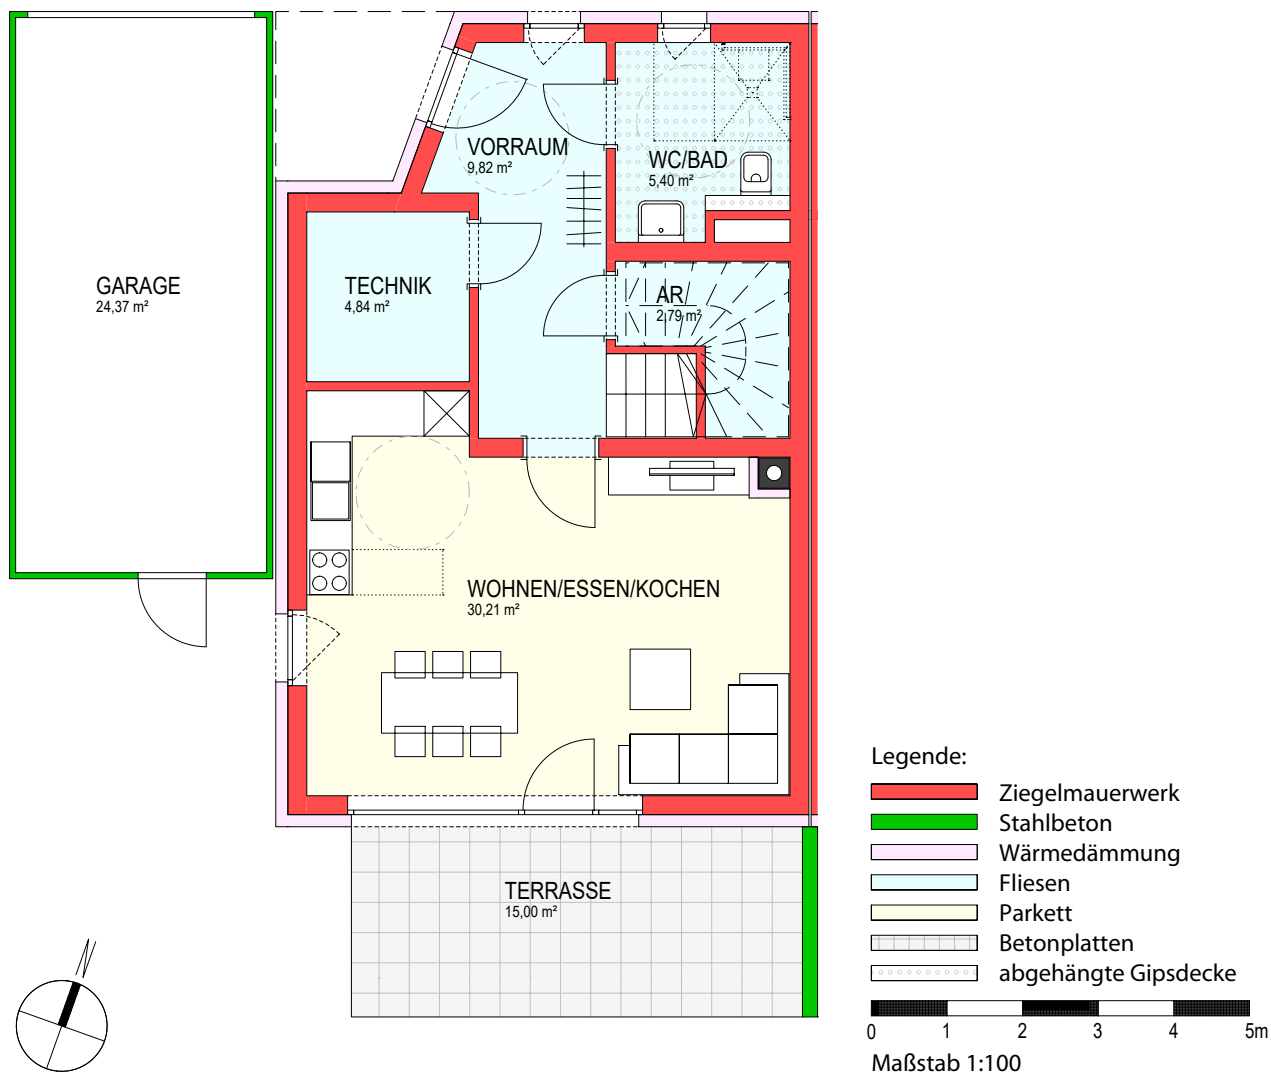 VORRAUM
9,82 m²
WC/BAD
5,40 m²
GARAGE
24,37 m²
TECHNIK
4,84 m²
AR
2,79 m²
WOHNEN/ESSEN/KOCHEN
30,21 m²
TERRASSE
15,00 m²
Legende:
Ziegelmauerwerk
Stahlbeton
Wärmedämmung
Fliesen
Parkett
Betonplatten
abgehängte Gipsdecke
0 1 2 3 4 5m
Maßstab 1:100
N